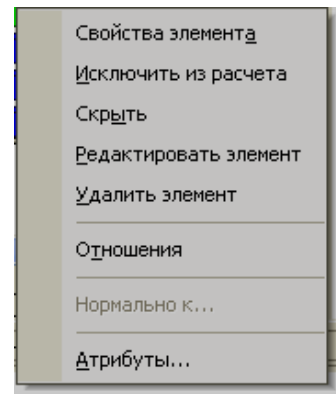 Свойства элемента
Исключить из расчета
Скрыть
Редактировать элемент
Удалить элемент
Отношения
Нормально к...
Атрибуты...